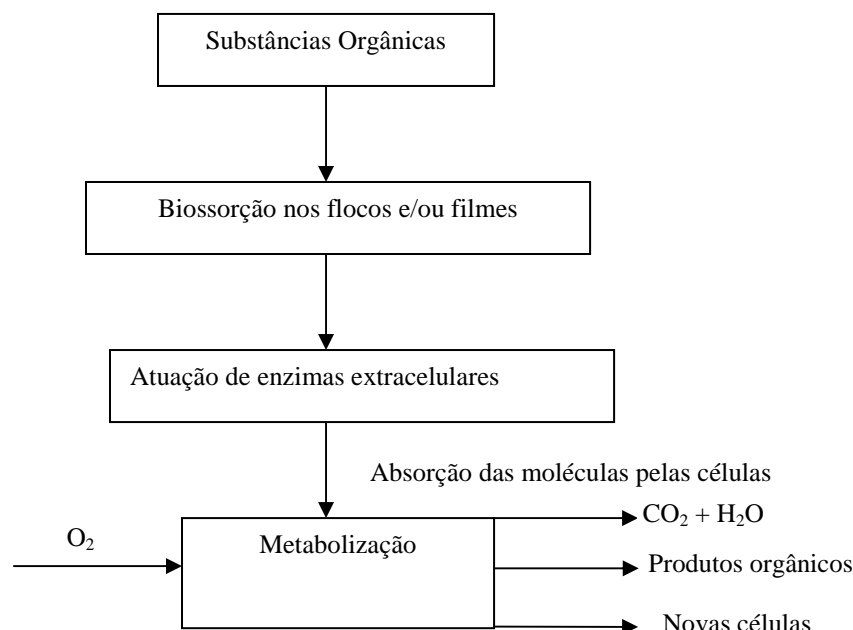 Substâncias Orgânicas
Biossorção nos flocos e/ou filmes
Atuação de enzimas extracelulares
Absorção das moléculas pelas células
O₂
Metabolização
CO₂ + H₂O
Produtos orgânicos
Novas células